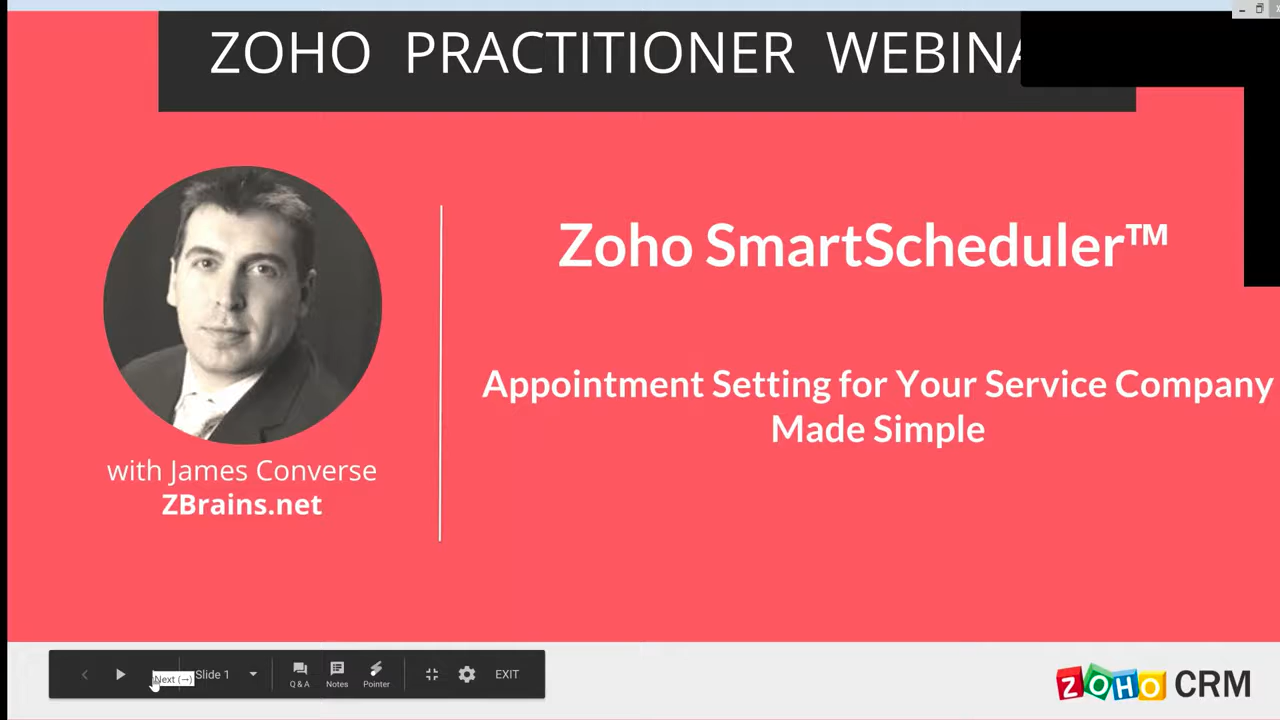 ZOHO PRACTITIONER WEBINA
Zoho SmartScheduler™
Appointment Setting for Your Service Company
Made Simple
with James Converse
ZBrains.net
Next (→)
Slide 1
Q & A
Notes
Pointer
EXIT
ZOHO CRM